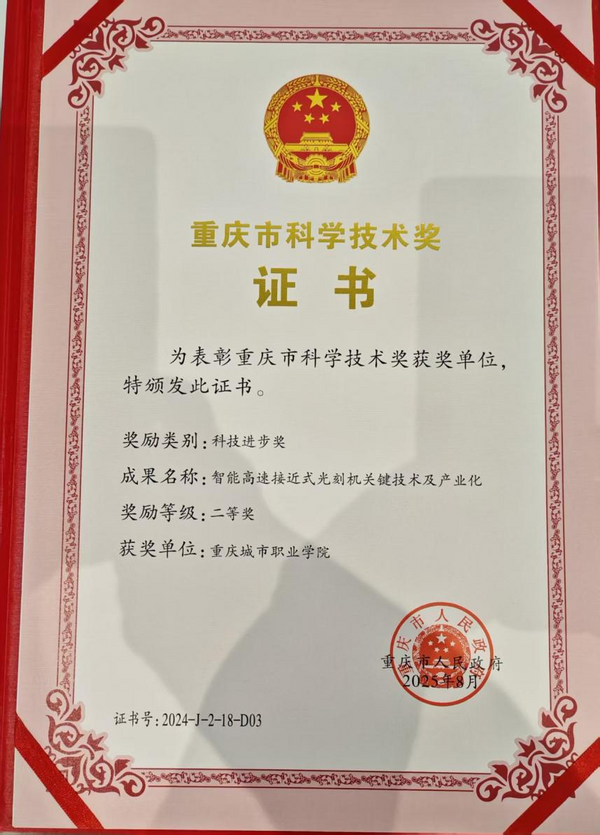 重庆市科学技术奖
证 书
为表彰重庆市科学技术奖获奖单位，
特颁发此证书。
奖励类别：科技进步奖
成果名称：智能高速接近式光刻机关键技术及产业化
奖励等级：二等奖
获奖单位：重庆城市职业学院
重庆市人民政府
重庆市人民政府
2025年8月
证书号：2024-J-2-18-D03